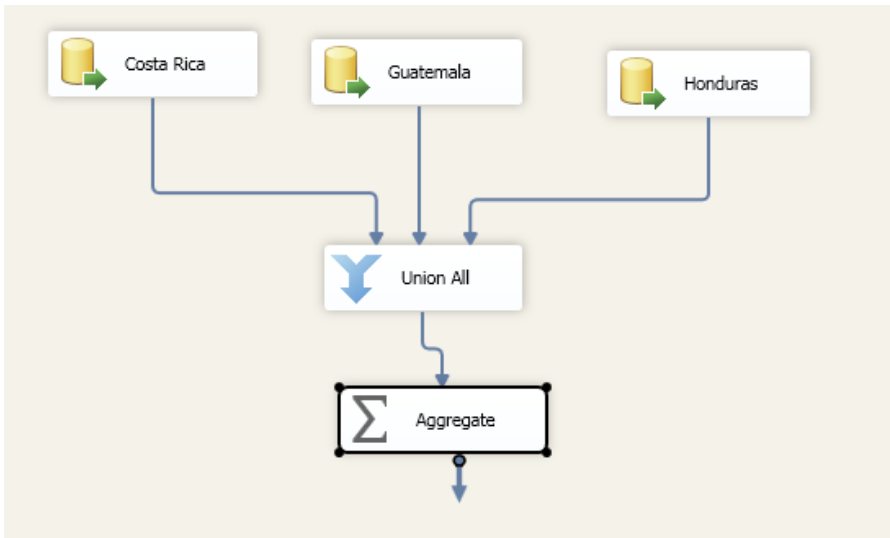 Costa Rica
Guatemala
Honduras
Union All
Aggregate